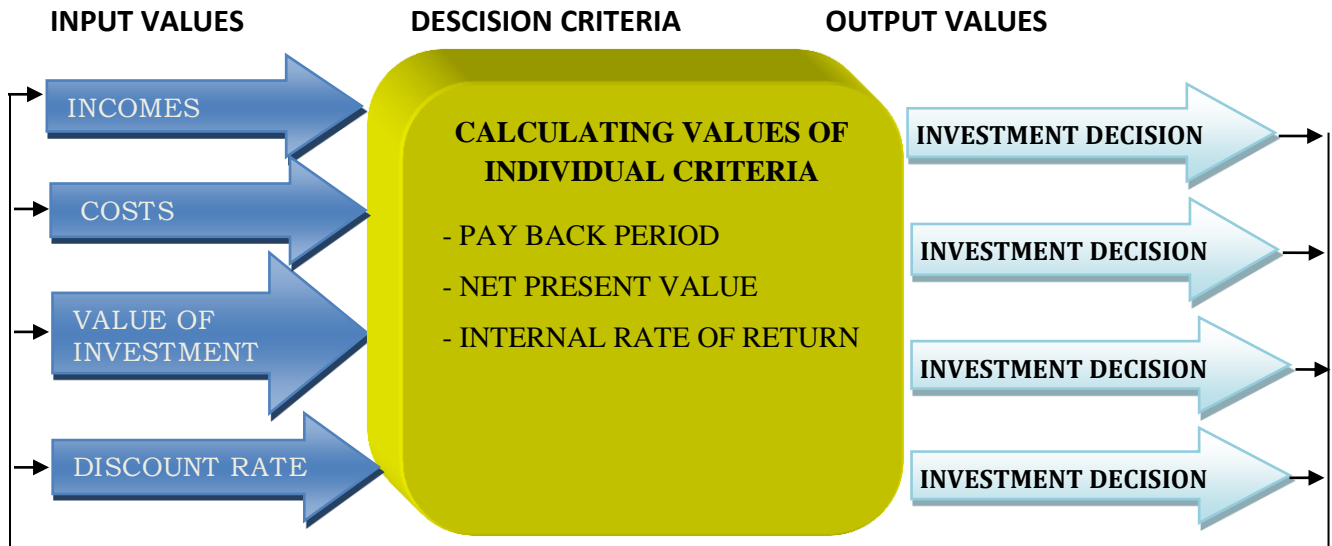 INPUT VALUES
DESCISION CRITERIA
OUTPUT VALUES
INCOMES
COSTS
VALUE OF
INVESTMENT
DISCOUNT RATE
CALCULATING VALUES OF
INDIVIDUAL CRITERIA
- PAY BACK PERIOD
- NET PRESENT VALUE
- INTERNAL RATE OF RETURN
INVESTMENT DECISION
INVESTMENT DECISION
INVESTMENT DECISION
INVESTMENT DECISION